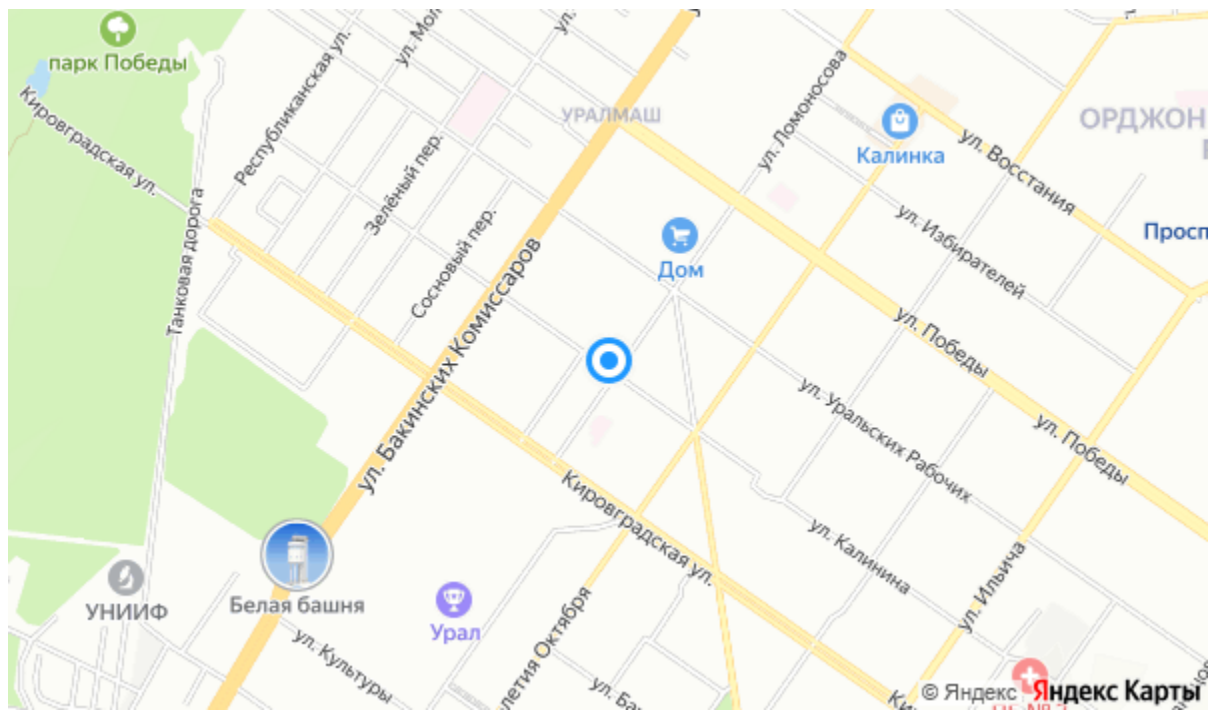 парк Победы
Кировградская ул.
Республиканская ул.
ул. Мол
ул.
УРАЛМАШ
ул. Ломоносова
Калинка
ОРДЖОН
ул. Восстания
Зелёный пер.
Сосновый пер.
Танковая дорога
ул. Избирателей
Просп
Дом
ул. Бакинских Комиссаров
ул. Победы
ул. Уральских Рабочих
ул. Победы
Кировградская ул.
ул. Калинина
ул. Ильича
УНИИФ
Белая башня
Урал
ул. Культуры
летия Октября
ул. Ба
Ки
© Яндекс Яндекс Карты